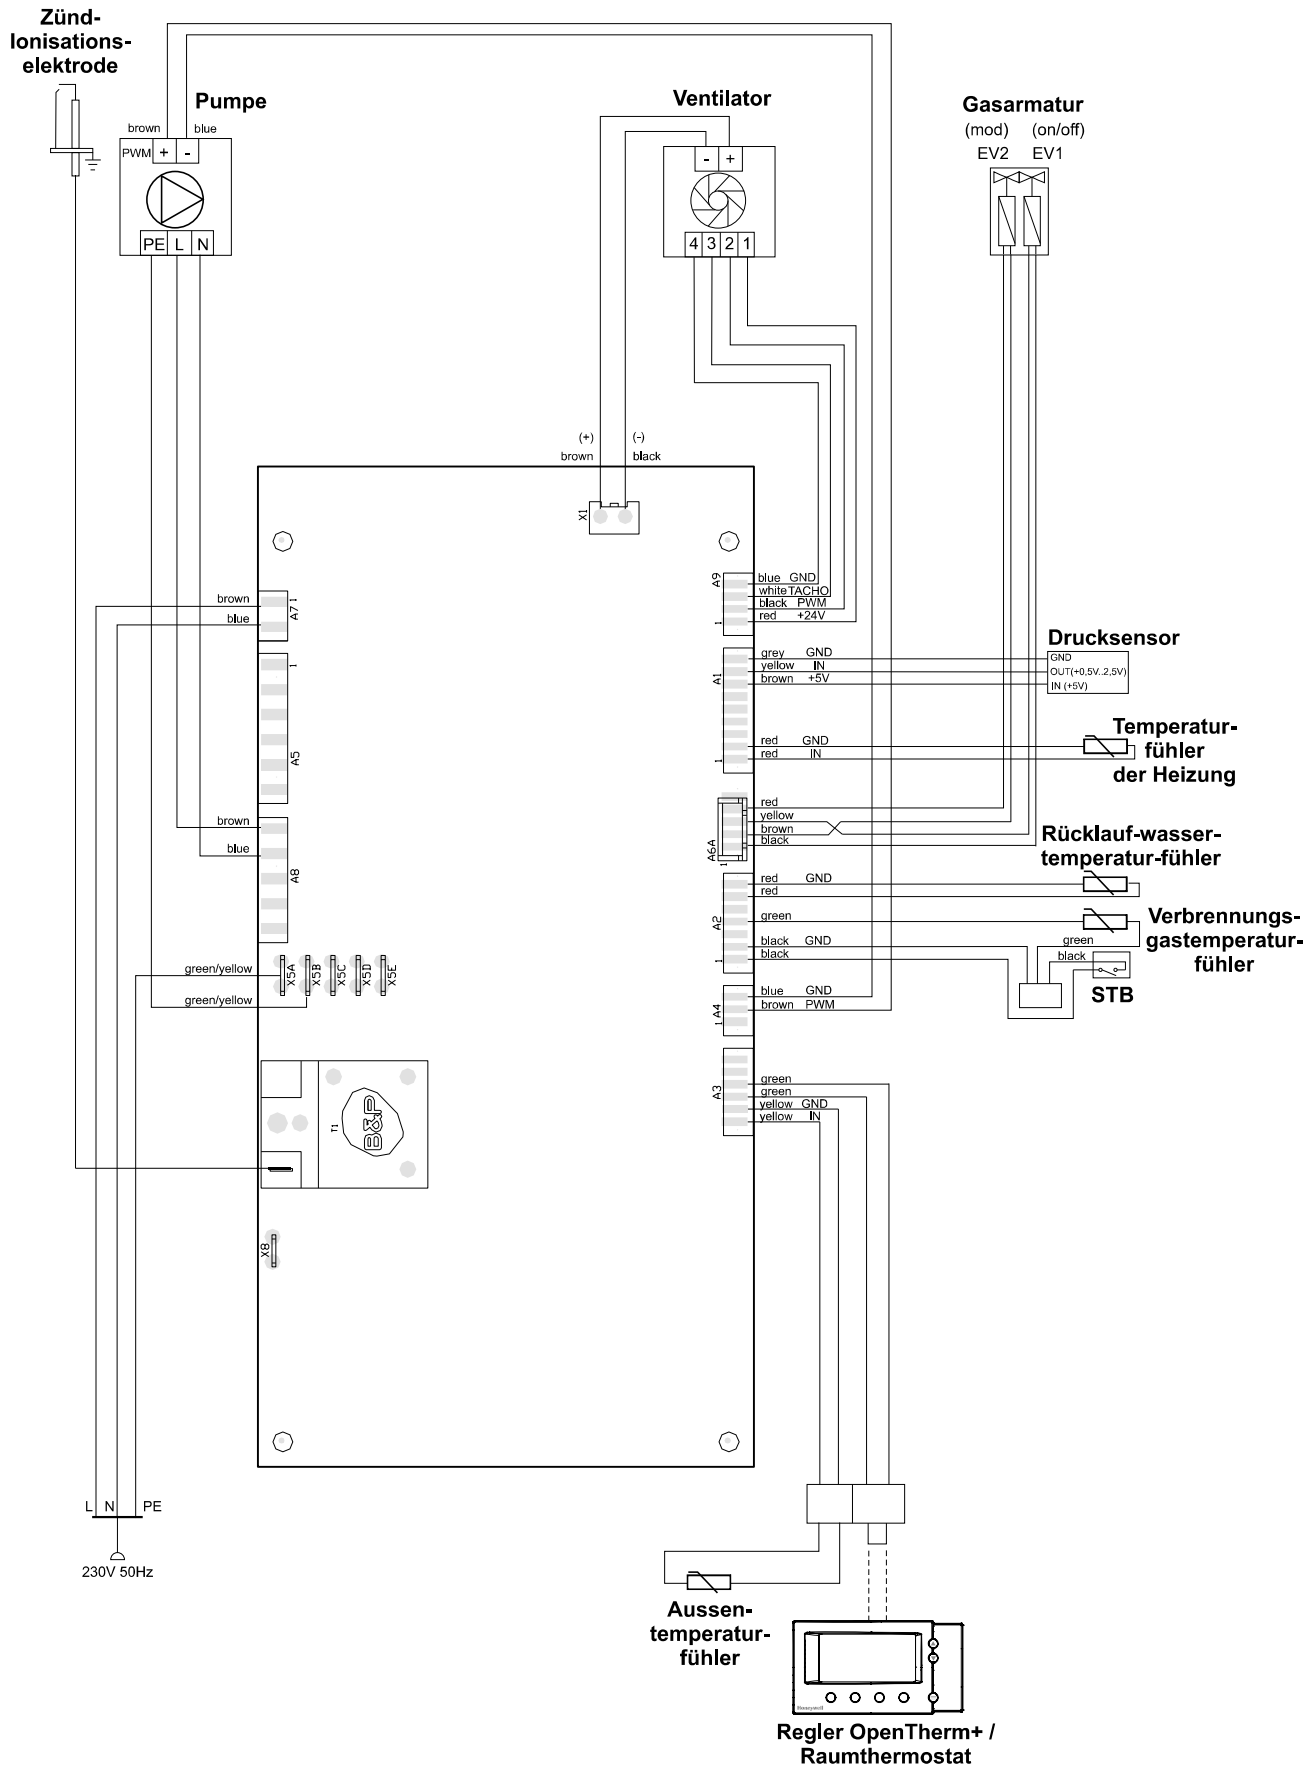 Zünd-
Ionisations-
elektrode
Pumpe
brown
blue
PWM + -
PE L N
Ventilator
- +
4 3 2 1
Gasarmatur
(mod) (on/off)
EV2 EV1
(+) (-)
brown black
X1
A9
blue GND
white TACHO
black PWM
red +24V
1
brown
blue
A7 1
1
A5
A1
grey GND
yellow IN
brown +5V
red GND
red IN
1
Drucksensor
GND
OUT(+0,5V..2,5V)
IN (+5V)
Temperatur-
fühler
der Heizung
red
yellow
brown
black
A6A
1
brown
blue
A8
Rücklauf-wasser-
temperatur-fühler
A2
red GND
red
green
black GND
black
1
Verbrennungs-
gastemperatur-
fühler
green
black
STB
green/yellow
green/yellow
X5A
X5B
X5C
X5D
X5E
1 A4
blue GND
brown PWM
A3
green
green
yellow GND
yellow IN
T1
B&P
X8
L N PE
230V 50Hz
Aussen-
temperatur-
fühler
Honeywell
Regler OpenTherm+ /
Raumthermostat